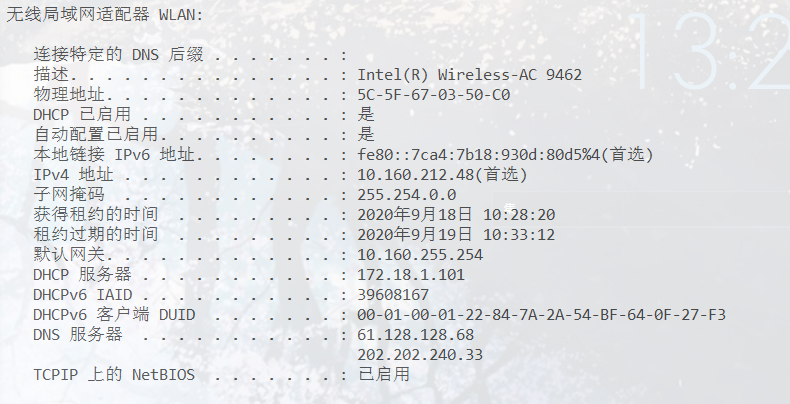 无线局域网适配器 WLAN:
连接特定的 DNS 后缀 . . . . . . . :
描述. . . . . . . . . . . . . . . : Intel(R) Wireless-AC 9462
物理地址. . . . . . . . . . . . . : 5C-5F-67-03-50-C0
DHCP 已启用 . . . . . . . . . . . : 是
自动配置已启用. . . . . . . . . . : 是
本地链接 IPv6 地址. . . . . . . . : fe80::7ca4:7b18:930d:80d5%4(首选)
IPv4 地址 . . . . . . . . . . . . : 10.160.212.48(首选)
子网掩码 . . . . . . . . . . . . : 255.254.0.0
获得租约的时间 . . . . . . . . . : 2020年9月18日 10:28:20
租约过期的时间 . . . . . . . . . : 2020年9月19日 10:33:12
默认网关. . . . . . . . . . . . . : 10.160.255.254
DHCP 服务器 . . . . . . . . . . . : 172.18.1.101
DHCPv6 IAID . . . . . . . . . . . : 39608167
DHCPv6 客户端 DUID . . . . . . . : 00-01-00-01-22-84-7A-2A-54-BF-64-0F-27-F3
DNS 服务器 . . . . . . . . . . . : 61.128.128.68
202.202.240.33
TCPIP 上的 NetBIOS . . . . . . . : 已启用
13.2